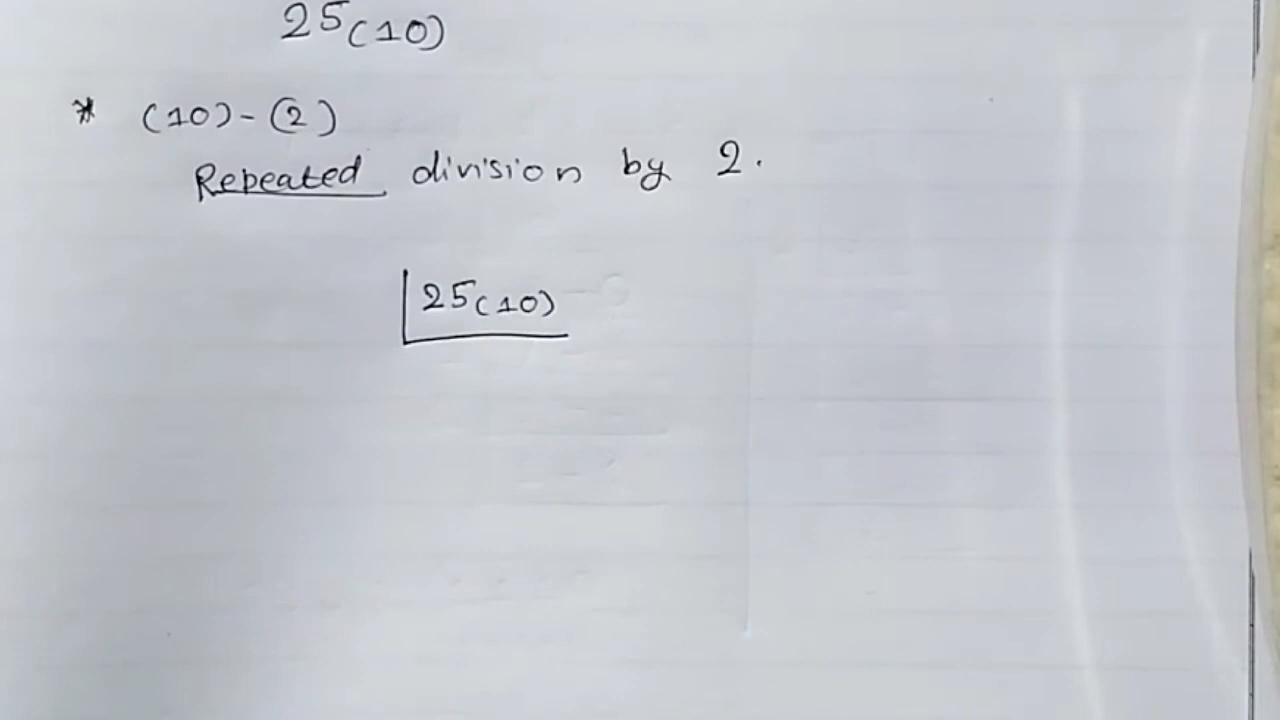 25(10)
* (10)-(2)
Repeated division by 2.
25(10)